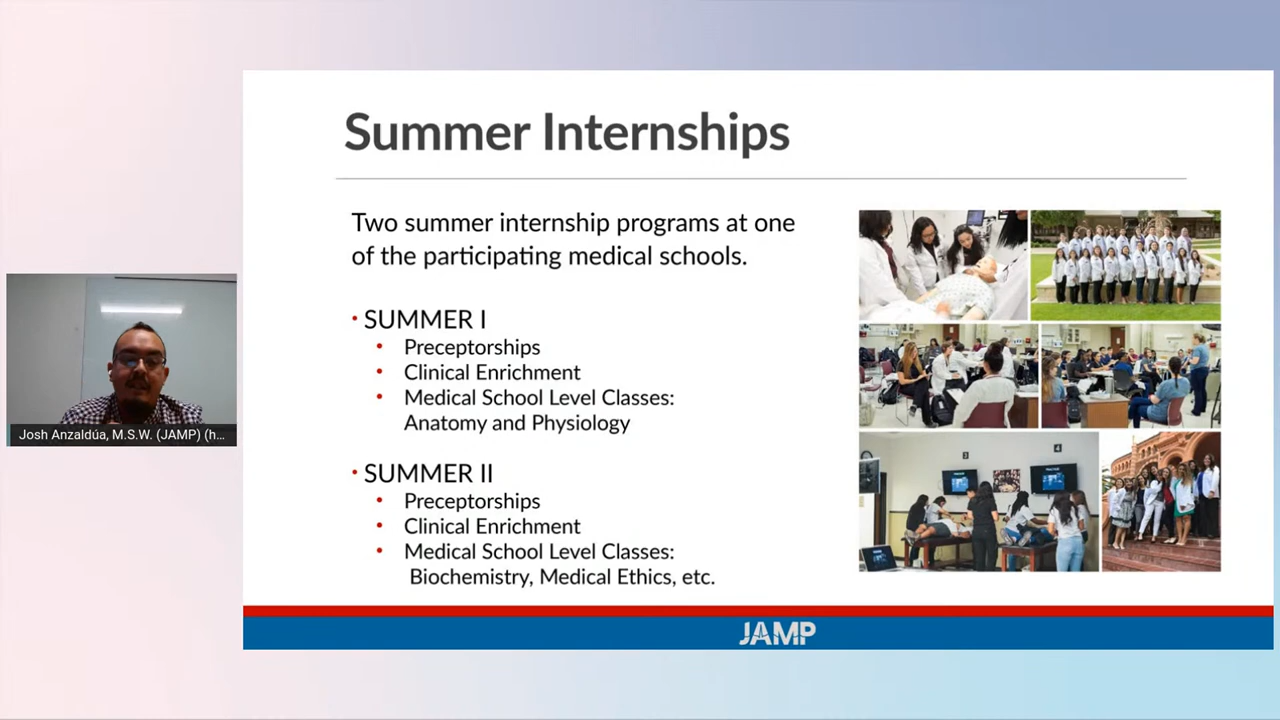 Summer Internships
Two summer internship programs at one
of the participating medical schools.
• SUMMER I
• Preceptorships
• Clinical Enrichment
• Medical School Level Classes:
Anatomy and Physiology
• SUMMER II
• Preceptorships
• Clinical Enrichment
• Medical School Level Classes:
Biochemistry, Medical Ethics, etc.
Josh Anzaldúa, M.S.W. (JAMP) (h...
3
4
JAMP